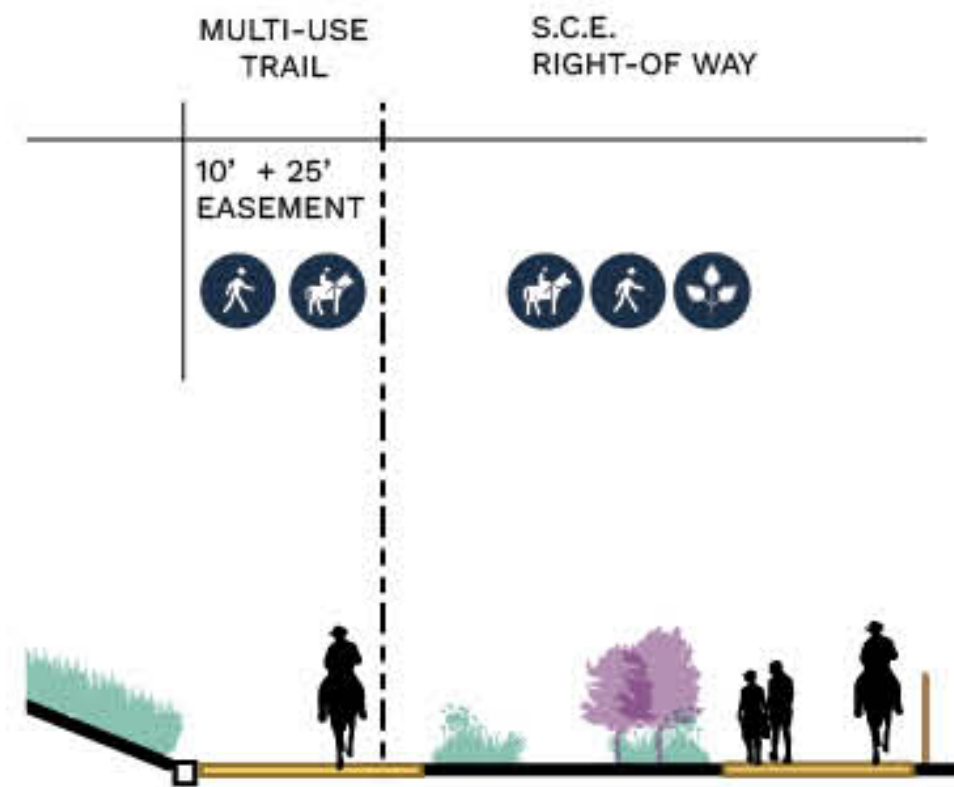 MULTI-USE
TRAIL
S.C.E.
RIGHT-OF WAY
10' + 25'
EASEMENT